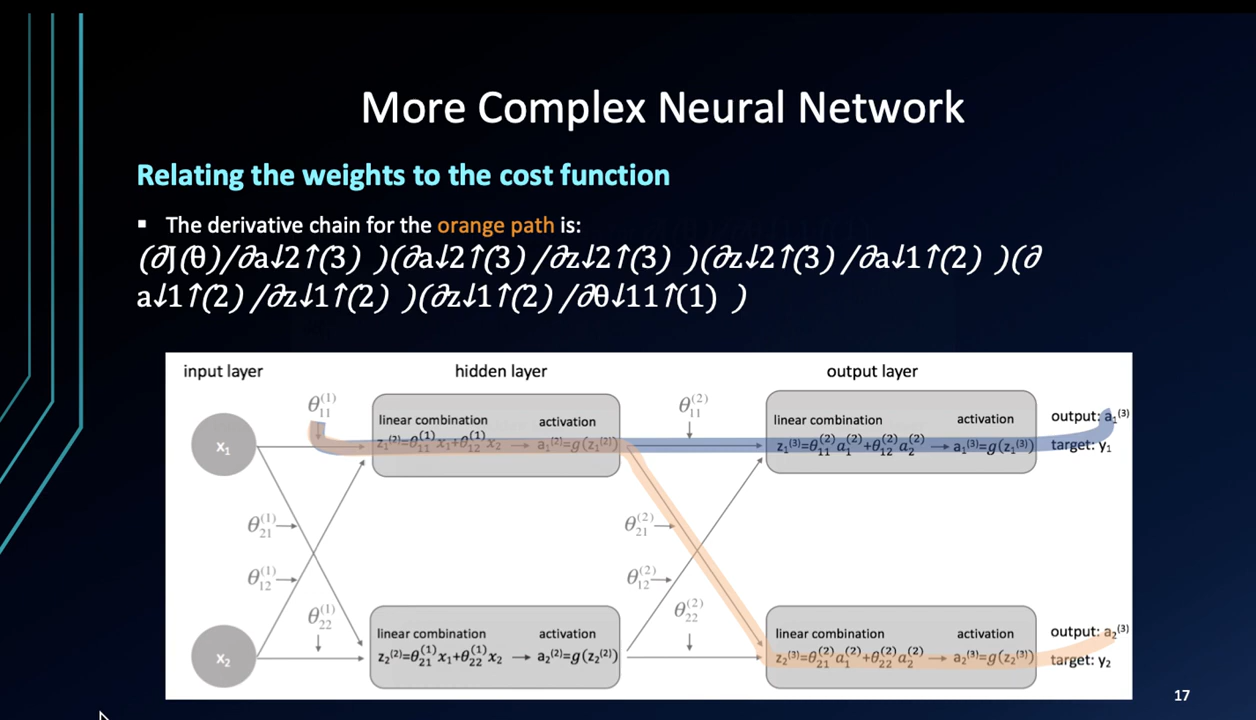 More Complex Neural Network
Relating the weights to the cost function
▪ The derivative chain for the orange path is:
(∂J(θ)/∂a↓2↑(3) )(∂a↓2↑(3) /∂z↓2↑(3) )(∂z↓2↑(3) /∂a↓1↑(2) )(∂
a↓1↑(2) /∂z↓1↑(2) )(∂z↓1↑(2) /∂θ↓11↑(1) )
input layer hidden layer output layer
θ₁₁⁽¹⁾ θ₁₁⁽²⁾
linear combination activation linear combination activation output: a₁⁽³⁾
x₁ z₁⁽²⁾=θ₁₁⁽¹⁾x₁+θ₁₂⁽¹⁾x₂ → a₁⁽²⁾=g(z₁⁽²⁾) z₁⁽³⁾=θ₁₁⁽²⁾a₁⁽²⁾+θ₁₂⁽²⁾a₂⁽²⁾ → a₁⁽³⁾=g(z₁⁽³⁾) target: y₁
θ₂₁⁽¹⁾ θ₂₁⁽²⁾
θ₁₂⁽¹⁾ θ₁₂⁽²⁾
θ₂₂⁽¹⁾ θ₂₂⁽²⁾
linear combination activation linear combination activation output: a₂⁽³⁾
x₂ z₂⁽²⁾=θ₂₁⁽¹⁾x₁+θ₂₂⁽¹⁾x₂ → a₂⁽²⁾=g(z₂⁽²⁾) z₂⁽³⁾=θ₂₁⁽²⁾a₁⁽²⁾+θ₂₂⁽²⁾a₂⁽²⁾ → a₂⁽³⁾=g(z₂⁽³⁾) target: y₂
17